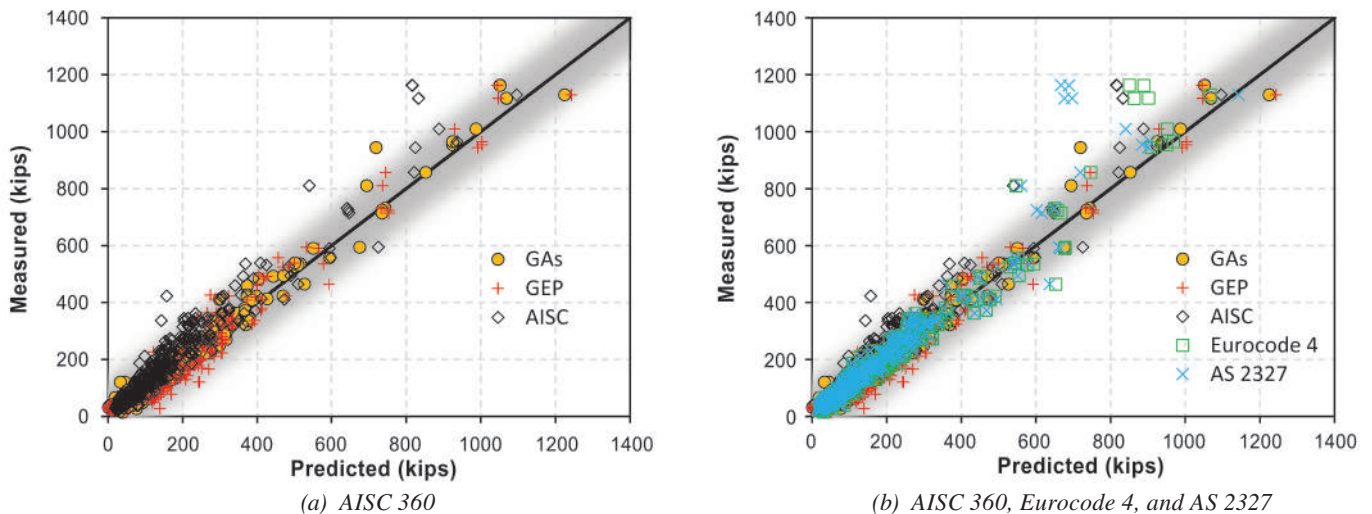 1400
1200
1000
800
600
400
200
0
Measured (kips)
GAs
GEP
AISC
0 200 400 600 800 1000 1200 1400
Predicted (kips)
(a) AISC 360
1400
1200
1000
800
600
400
200
0
Measured (kips)
GAs
GEP
AISC
Eurocode 4
AS 2327
0 200 400 600 800 1000 1200 1400
Predicted (kips)
(b) AISC 360, Eurocode 4, and AS 2327